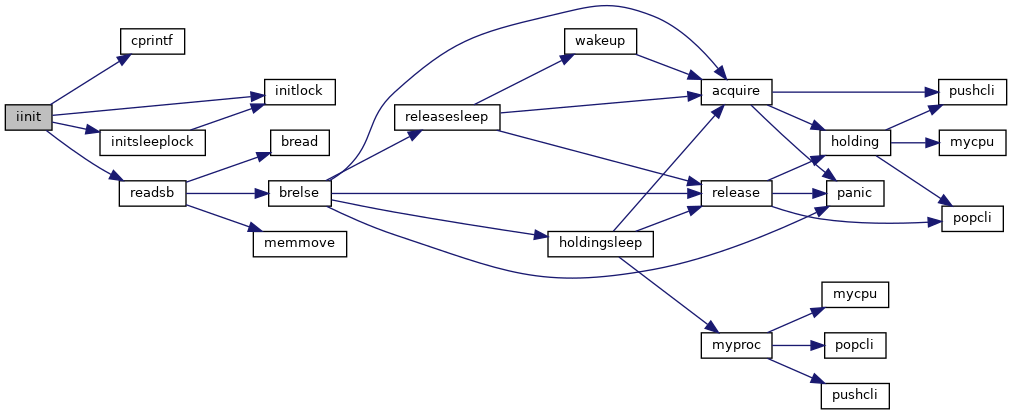 iinit
cprintf
initlock
initsleeplock
readsb
bread
brelse
memmove
releasesleep
wakeup
holdingsleep
acquire
release
myproc
holding
panic
pushcli
mycpu
popcli
mycpu
popcli
pushcli